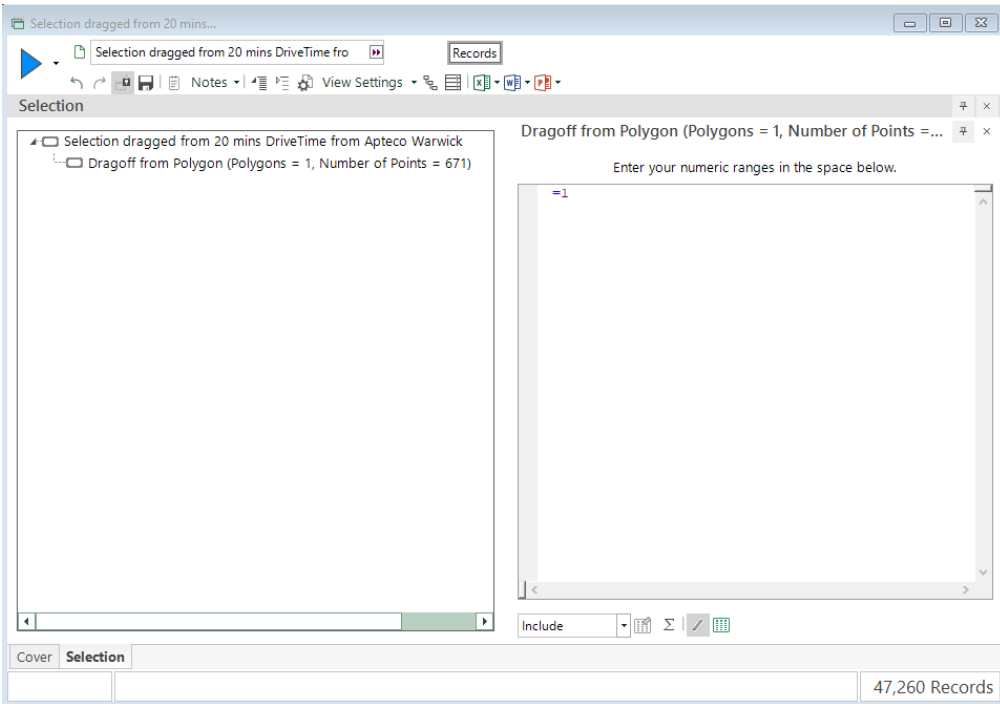 Selection dragged from 20 mins...
Selection dragged from 20 mins DriveTime fro
Records
Notes
View Settings
Selection
Selection dragged from 20 mins DriveTime from Apteco Warwick
Dragoff from Polygon (Polygons = 1, Number of Points = 671)
Dragoff from Polygon (Polygons = 1, Number of Points =...
Enter your numeric ranges in the space below.
=1
Include
Cover
Selection
47,260 Records